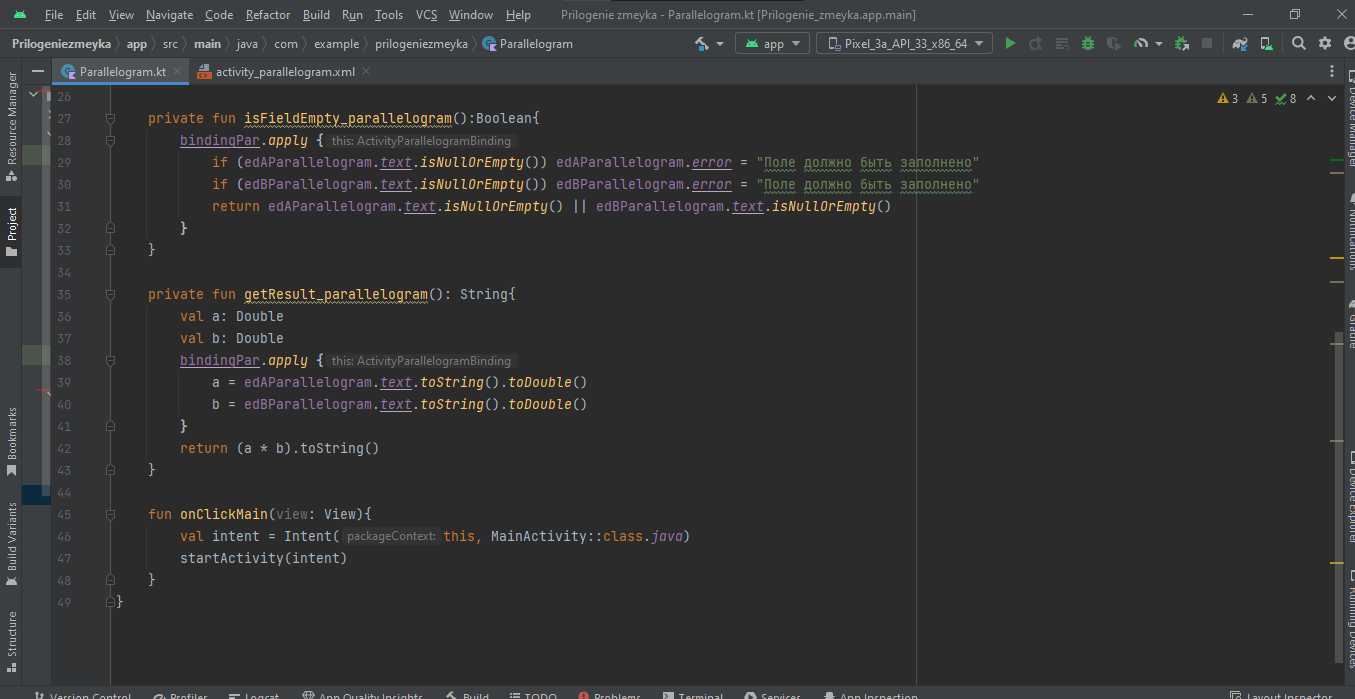 File Edit View Navigate Code Refactor Build Run Tools VCS Window Help Prilogenie zmeyka - Parallelogram.kt [Prilogenie_zmeyka.app.main]
Prilogeniezmeyka app src main java com example prilogeniezmeyka Parallelogram app Pixel_3a_API_33_x86_64
Parallelogram.kt activity_parallelogram.xml
3 5 8
26
27 private fun isFieldEmpty_parallelogram():Boolean{
28 bindingPar.apply { this: ActivityParallelogramBinding
29 if (edAParallelogram.text.isNullOrEmpty()) edAParallelogram.error = "Поле должно быть заполнено"
30 if (edBParallelogram.text.isNullOrEmpty()) edBParallelogram.error = "Поле должно быть заполнено"
31 return edAParallelogram.text.isNullOrEmpty() || edBParallelogram.text.isNullOrEmpty()
32 }
33 }
34
35 private fun getResult_parallelogram(): String{
36 val a: Double
37 val b: Double
38 bindingPar.apply { this: ActivityParallelogramBinding
39 a = edAParallelogram.text.toString().toDouble()
40 b = edBParallelogram.text.toString().toDouble()
41 }
42 return (a * b).toString()
43 }
44
45 fun onClickMain(view: View){
46 val intent = Intent( packageContext: this, MainActivity::class.java)
47 startActivity(intent)
48 }
49 }
Resource Manager
Project
Bookmarks
Build Variants
Structure
Device Manager
Notifications
Gradle
Device Explorer
Running Devices
Version Control Profiler Logcat App Quality Insights Build TODO Problems Terminal Services App Inspection Layout Inspector